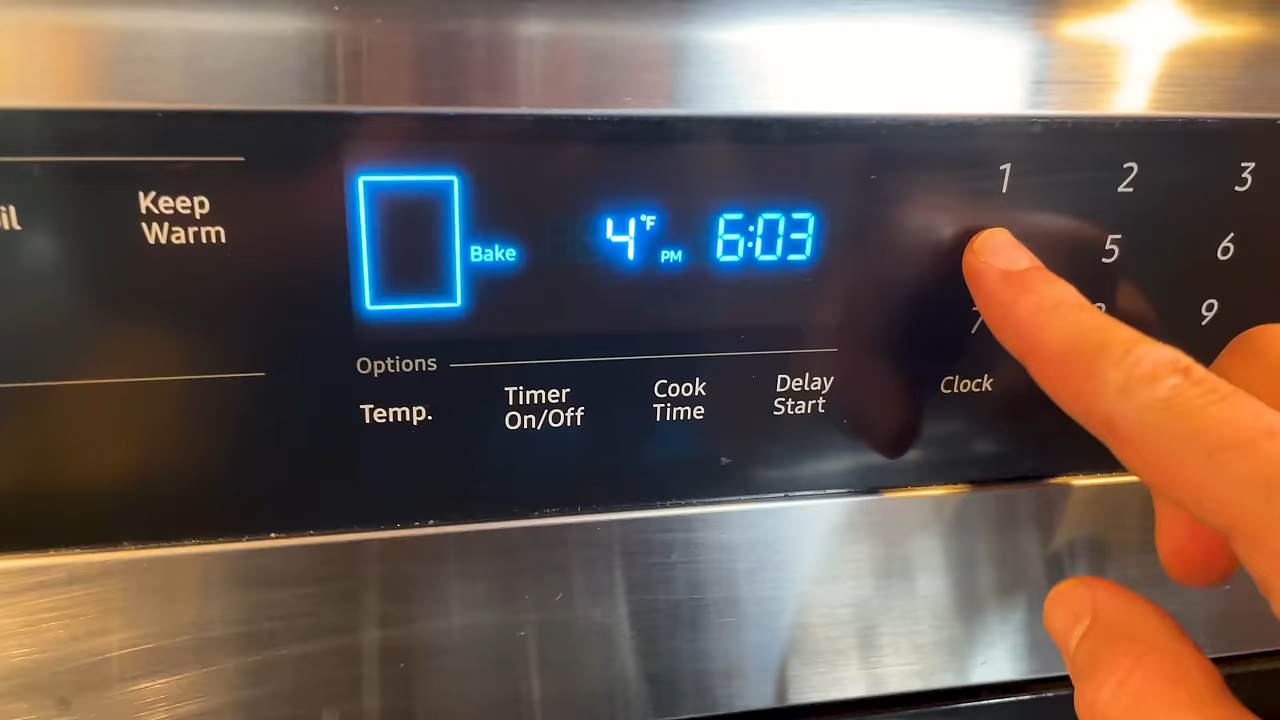 Keep
Warm
Bake
4°F
PM
6:03
1 2 3
5 6
7 9
Options
Temp.
Timer
On/Off
Cook
Time
Delay
Start
Clock